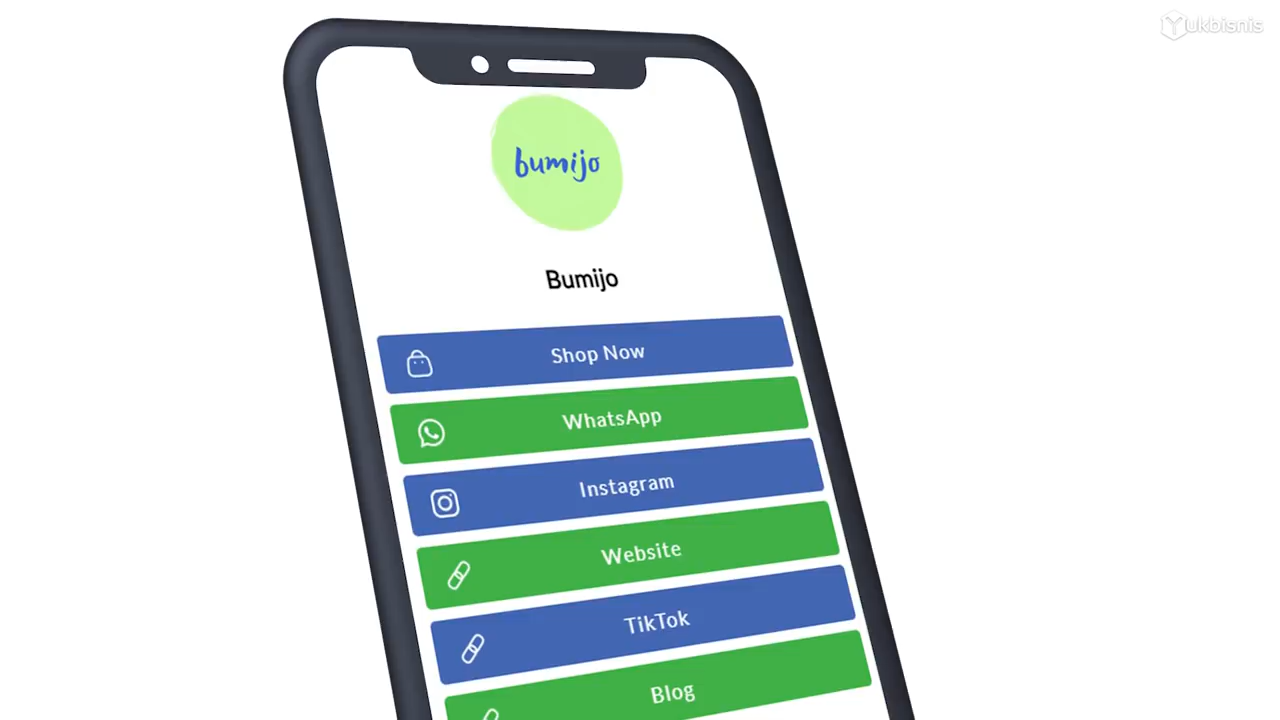 Yukbisnis
bumijo
Bumijo
Shop Now
WhatsApp
Instagram
Website
TikTok
Blog